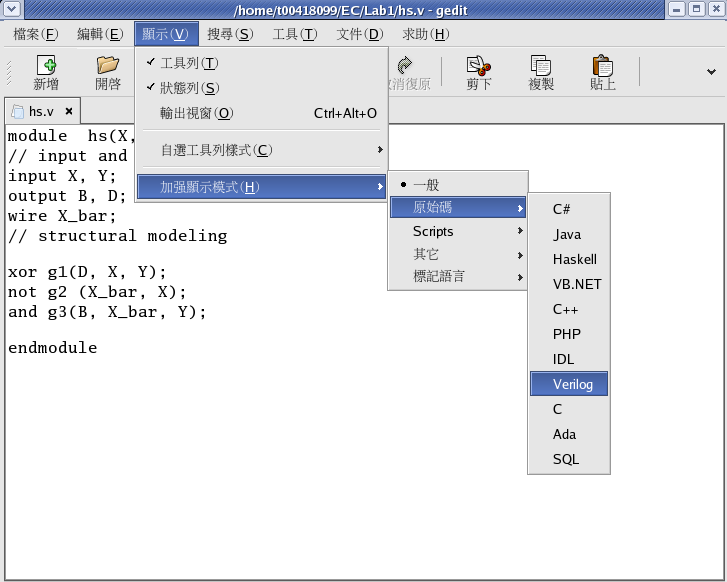 /home/t00418099/EC/Lab1/hs.v - gedit
檔案(F) 編輯(E) 顯示(V) 搜尋(S) 工具(T) 文件(D) 求助(H)
新增 開啓 取消復原 剪下 複製 貼上
工具列(T)
狀態列(S)
輸出視窗(O) Ctrl+Alt+O
自選工具列樣式(C)
加强顯示模式(H)
一般
原始碼
Scripts
其它
標記語言
C#
Java
Haskell
VB.NET
C++
PHP
IDL
Verilog
C
Ada
SQL
hs.v
module hs(X,
// input and
input X, Y;
output B, D;
wire X_bar;
// structural modeling
xor g1(D, X, Y);
not g2 (X_bar, X);
and g3(B, X_bar, Y);
endmodule